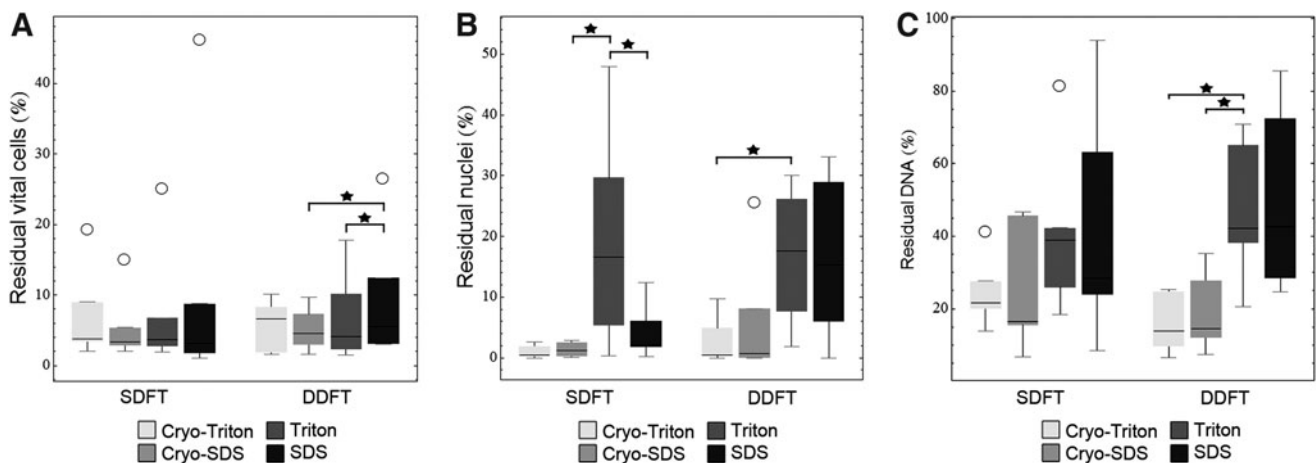 A
Residual vital cells (%)
40
30
20
10
0
SDFT DDFT
Cryo-Triton Triton
Cryo-SDS SDS
B
Residual nuclei (%)
50
40
30
20
10
0
SDFT DDFT
Cryo-Triton Triton
Cryo-SDS SDS
C
Residual DNA (%)
100
80
60
40
20
SDFT DDFT
Cryo-Triton Triton
Cryo-SDS SDS